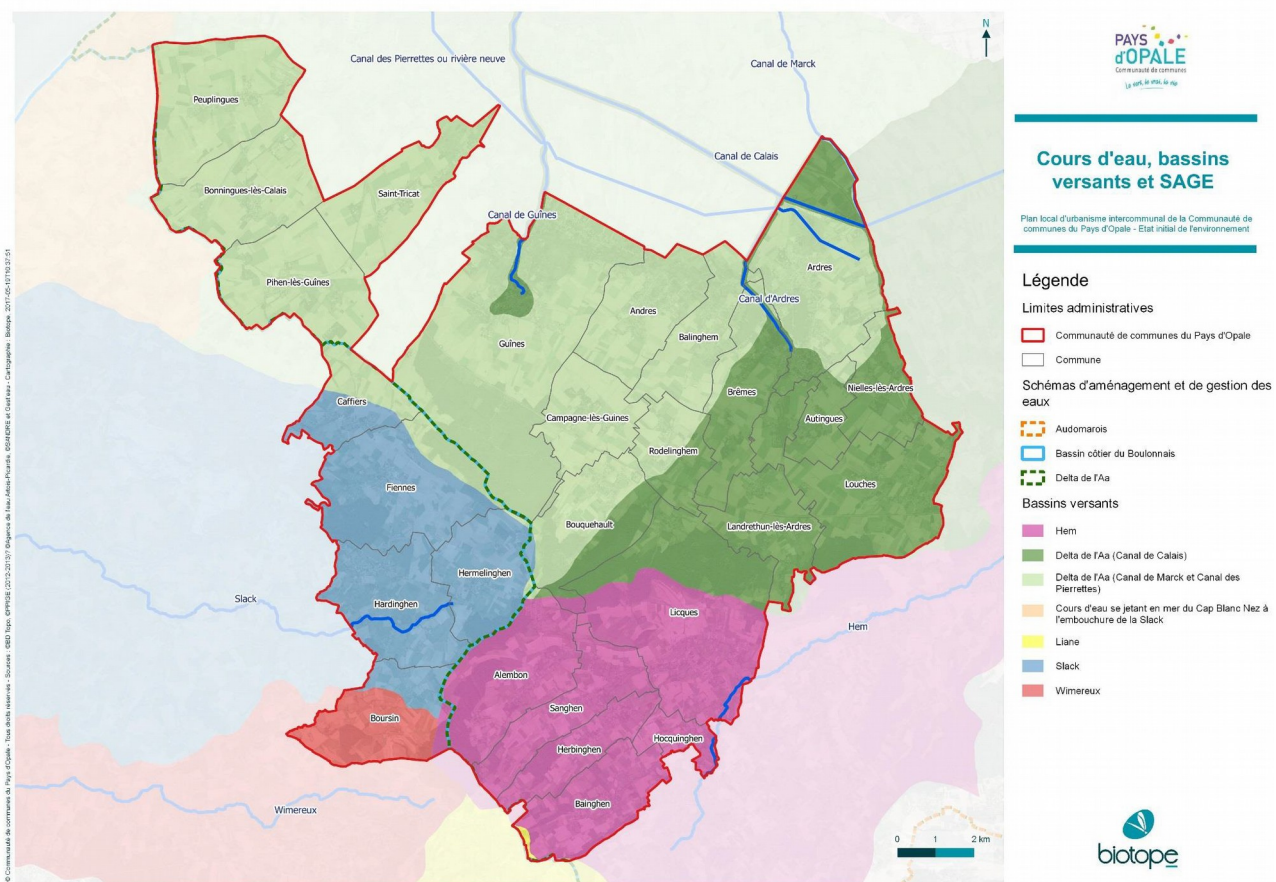 Canal des Pierrettes ou rivière neuve
Canal de Marck
N
Peuplingues
Canal de Calais
Bonningues-lès-Calais
Saint-Tricat
Canal de Guînes
Pihen-lès-Guînes
Ardres
Canal d'Ardres
Andres
Balinghem
Guînes
Caffiers
Brêmes
Nielles-lès-Ardres
Campagne-lès-Guines
Autingues
Rodelinghem
Fiennes
Louches
Bouquehault
Landrethun-lès-Ardres
Hermelinghen
Slack
Hardinghen
Licques
Hem
Alembon
Sanghen
Boursin
Hocquinghen
Herbinghen
Wimereux
Bainghen
0 1 2 km
PAYS
d'OPALE
Communauté de communes
Cours d'eau, bassins
versants et SAGE
Plan local d'urbanisme intercommunal de la Communauté de
communes du Pays d'Opale - Etat initial de l'environnement
Légende
Limites administratives
Communauté de communes du Pays d'Opale
Commune
Schémas d'aménagement et de gestion des
eaux
Audomarois
Bassin côtier du Boulonnais
Delta de l'Aa
Bassins versants
Hem
Delta de l'Aa (Canal de Calais)
Delta de l'Aa (Canal de Marck et Canal des
Pierrettes)
Cours d'eau se jetant en mer du Cap Blanc Nez à
l'embouchure de la Slack
Liane
Slack
Wimereux
biotope